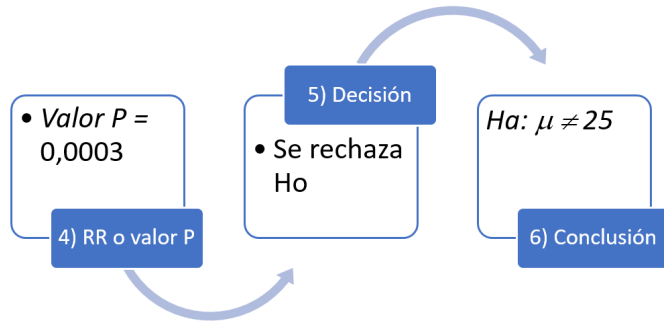 • Valor P =
0,0003
4) RR o valor P
5) Decisión
• Se rechaza
Ho
Ha: μ ≠ 25
6) Conclusión